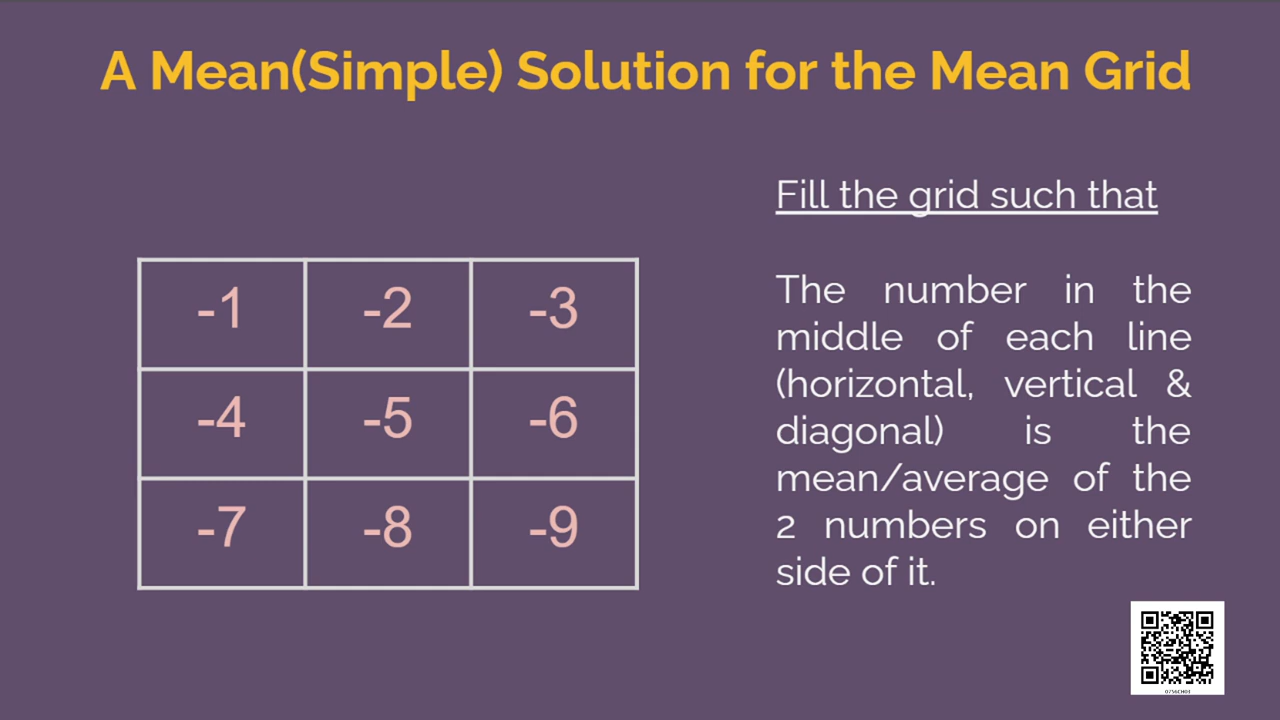 A Mean(Simple) Solution for the Mean Grid
Fill the grid such that
-1 -2 -3
-4 -5 -6
-7 -8 -9
The number in the
middle of each line
(horizontal, vertical &
diagonal) is the
mean/average of the
2 numbers on either
side of it.